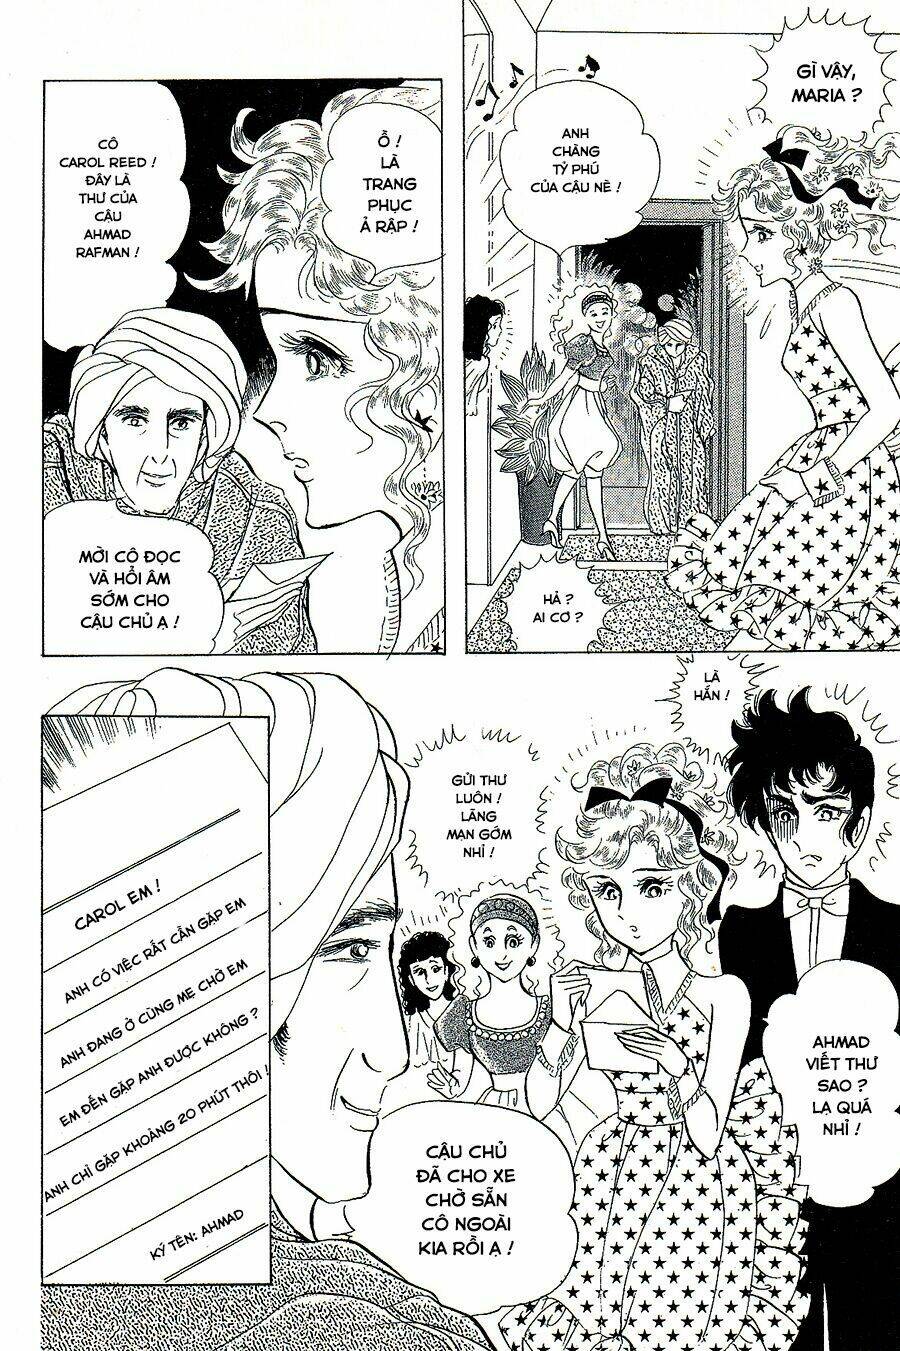 GÌ VẬY,
MARIA ?
ANH
CHÀNG
TỶ PHÚ
CỦA CẬU NÈ !
HẢ ?
AI CƠ ?
Ồ !
LÀ
TRANG
PHỤC
Ả RẬP !
CÔ
CAROL REED !
ĐÂY LÀ
THƯ CỦA
CẬU
AHMAD
RAFMAN !
MỜI CÔ ĐỌC
VÀ HỒI ÂM
SỚM CHO
CẬU CHỦ Ạ !
LÀ
HẮN !
GỬI THƯ
LUÔN !
LÃNG
MẠN GỚM
NHỈ !
AHMAD
VIẾT THƯ
SAO ?
LẠ QUÁ
NHỈ !
CẬU CHỦ
ĐÃ CHO XE
CHỜ SẴN
CÔ NGOÀI
KIA RỒI Ạ !
CAROL EM !
ANH CÓ VIỆC RẤT CẦN GẶP EM
ANH ĐANG Ở CÙNG MẸ CHỜ EM
EM ĐẾN GẶP ANH ĐƯỢC KHÔNG ?
ANH CHỈ GẶP KHOẢNG 20 PHÚT THÔI !
KÝ TÊN: AHMAD